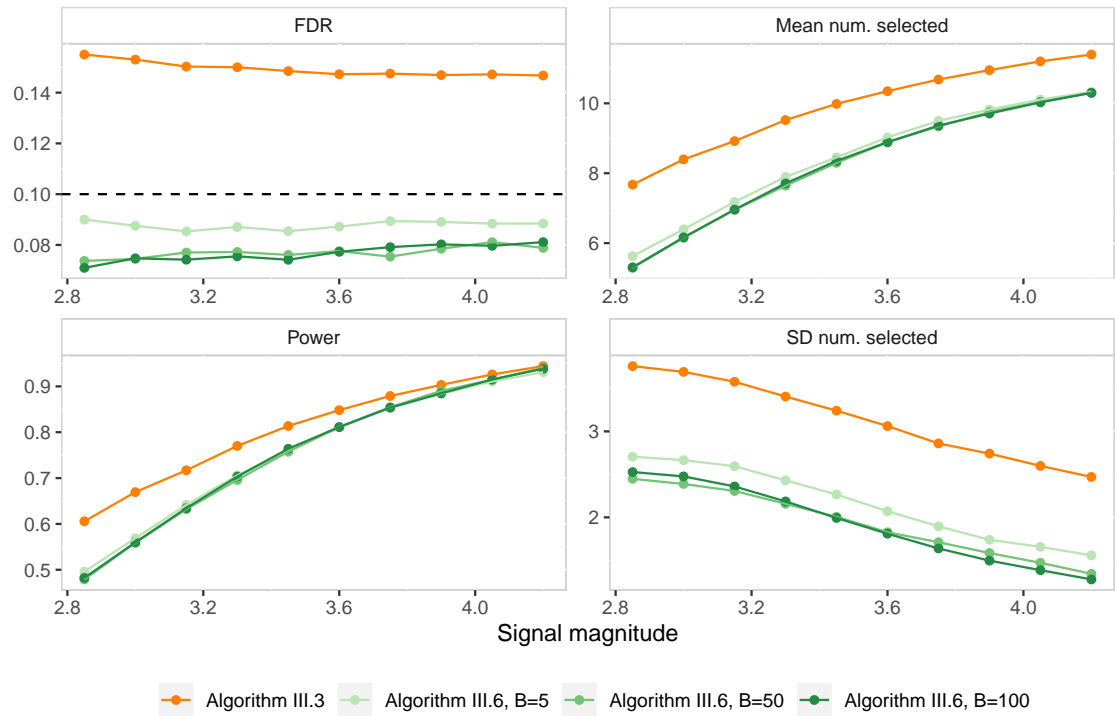 FDR
Mean num. selected
0.14
0.12
0.10
0.08
10
8
6
2.8 3.2 3.6 4.0
2.8 3.2 3.6 4.0
Power
SD num. selected
0.9
0.8
0.7
0.6
0.5
3
2
2.8 3.2 3.6 4.0
2.8 3.2 3.6 4.0
Signal magnitude
Algorithm III.3 Algorithm III.6, B=5 Algorithm III.6, B=50 Algorithm III.6, B=100